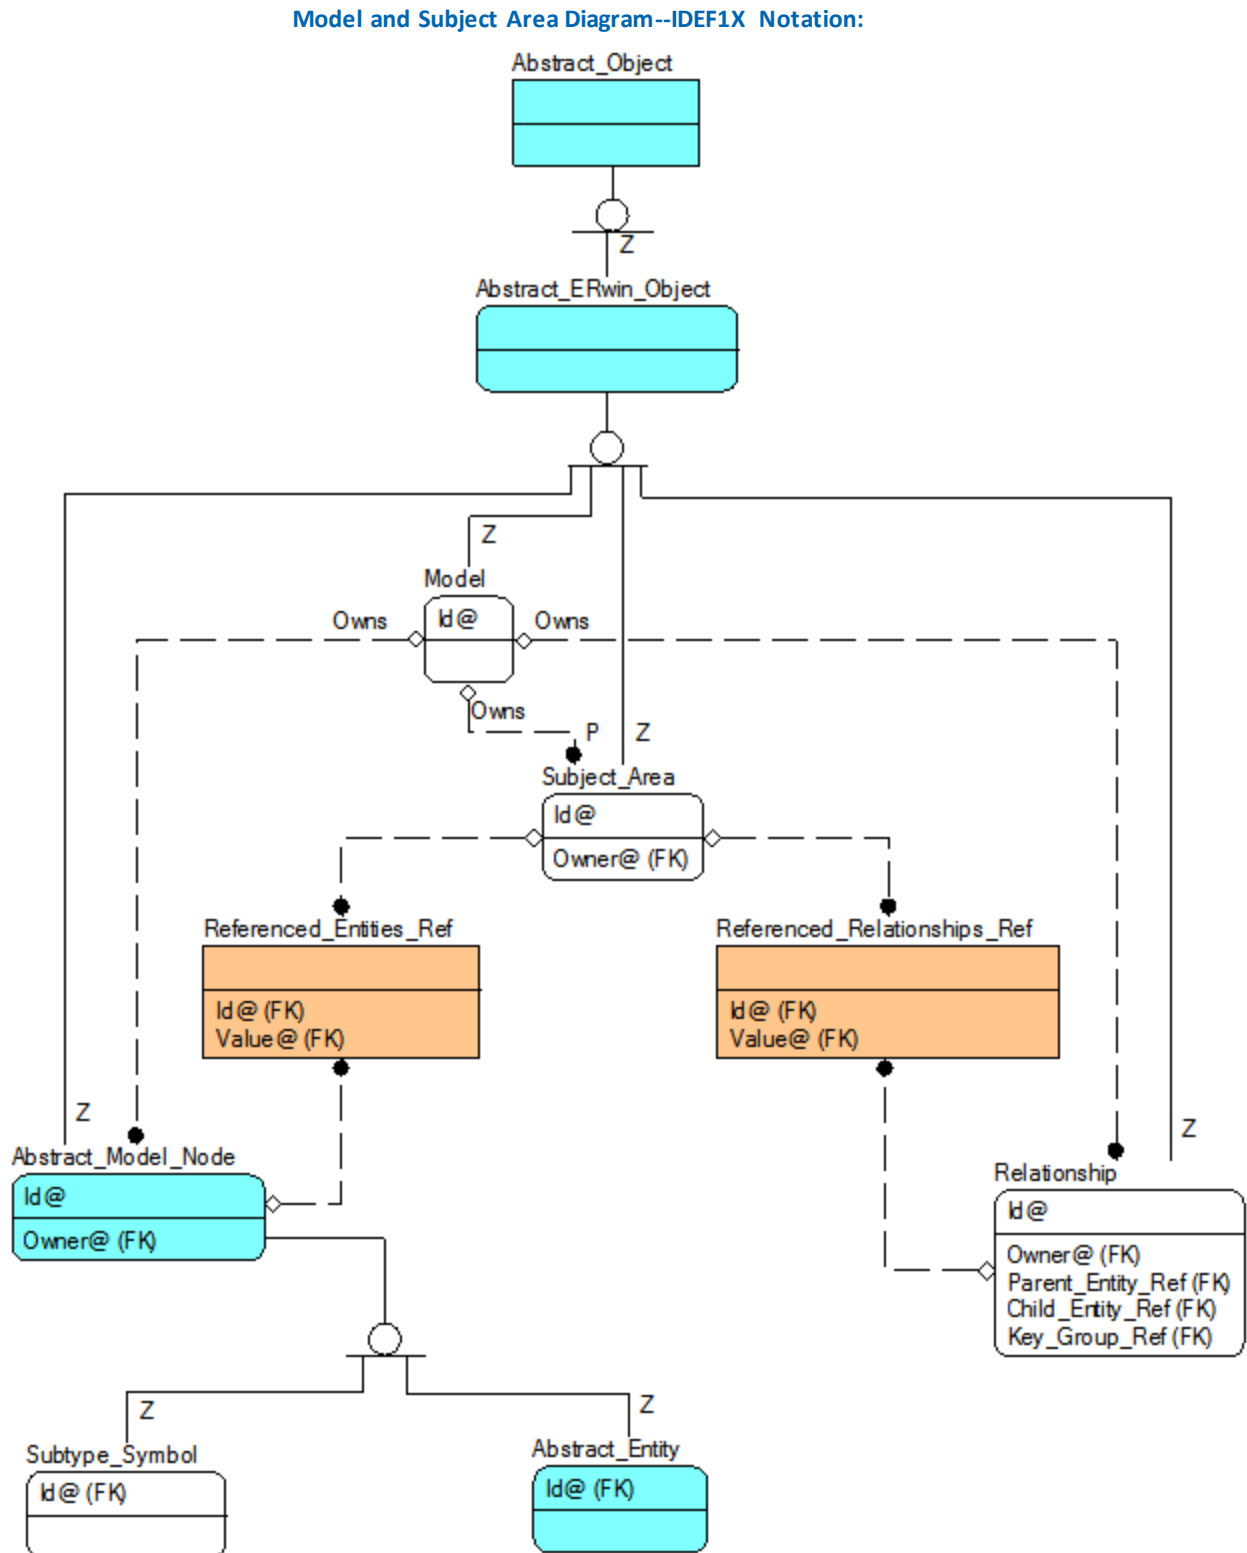 Model and Subject Area Diagram--IDEF1X Notation:
Abstract_Object
Z
Abstract_ERwin_Object
Z
Model
Owns
Id@
Owns
Owns
P
Z
Subject_Area
Id@
Owner@ (FK)
Referenced_Entities_Ref
Id@ (FK)
Value@ (FK)
Referenced_Relationships_Ref
Id@ (FK)
Value@ (FK)
Z
Abstract_Model_Node
Id@
Owner@ (FK)
Z
Relationship
Id@
Owner@ (FK)
Parent_Entity_Ref (FK)
Child_Entity_Ref (FK)
Key_Group_Ref (FK)
Z
Subtype_Symbol
Id@ (FK)
Z
Abstract_Entity
Id@ (FK)